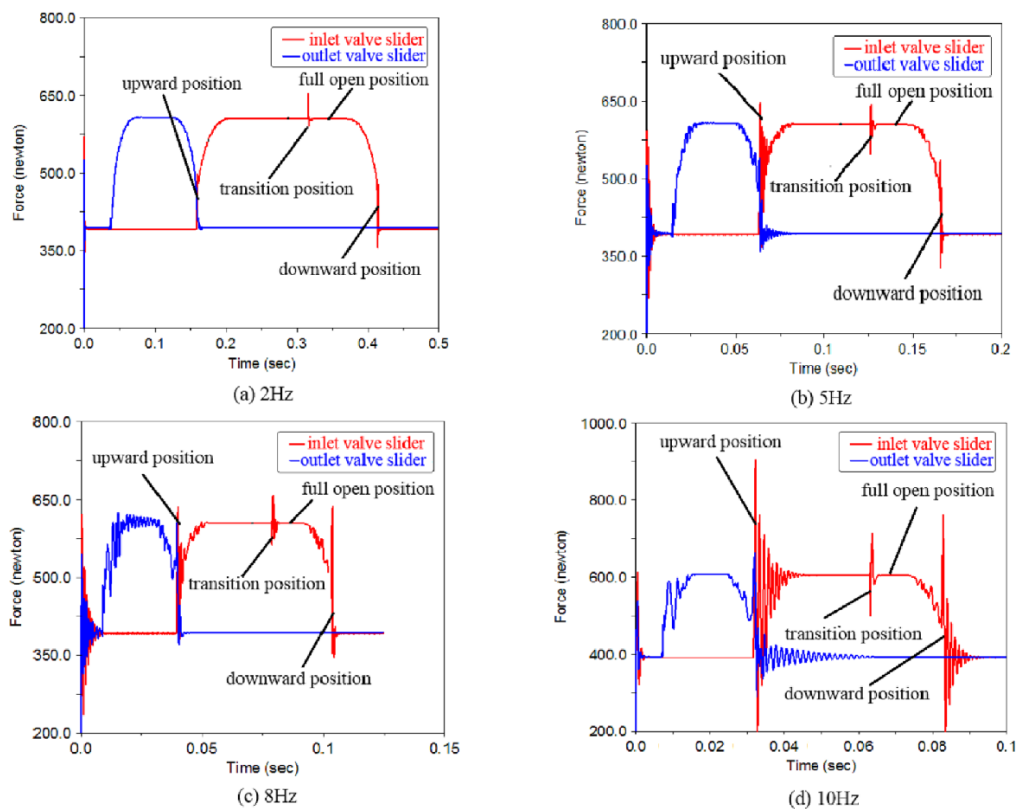 800.0
650.0
500.0
350.0
200.0
Force (newton)
inlet valve slider
outlet valve slider
upward position
full open position
transition position
downward position
0.0 0.1 0.2 0.3 0.4 0.5
Time (sec)
(a) 2Hz
800.0
650.0
500.0
350.0
200.0
Force (newton)
inlet valve slider
outlet valve slider
upward position
full open position
transition position
downward position
0.0 0.05 0.1 0.15 0.2
Time (sec)
(b) 5Hz
800.0
650.0
500.0
350.0
200.0
Force (newton)
inlet valve slider
outlet valve slider
upward position
full open position
transition position
downward position
0.0 0.05 0.1 0.15
Time (sec)
(c) 8Hz
1000.0
800.0
600.0
400.0
200.0
Force (newton)
inlet valve slider
outlet valve slider
upward position
full open position
transition position
downward position
0.0 0.02 0.04 0.06 0.08 0.1
Time (sec)
(d) 10Hz